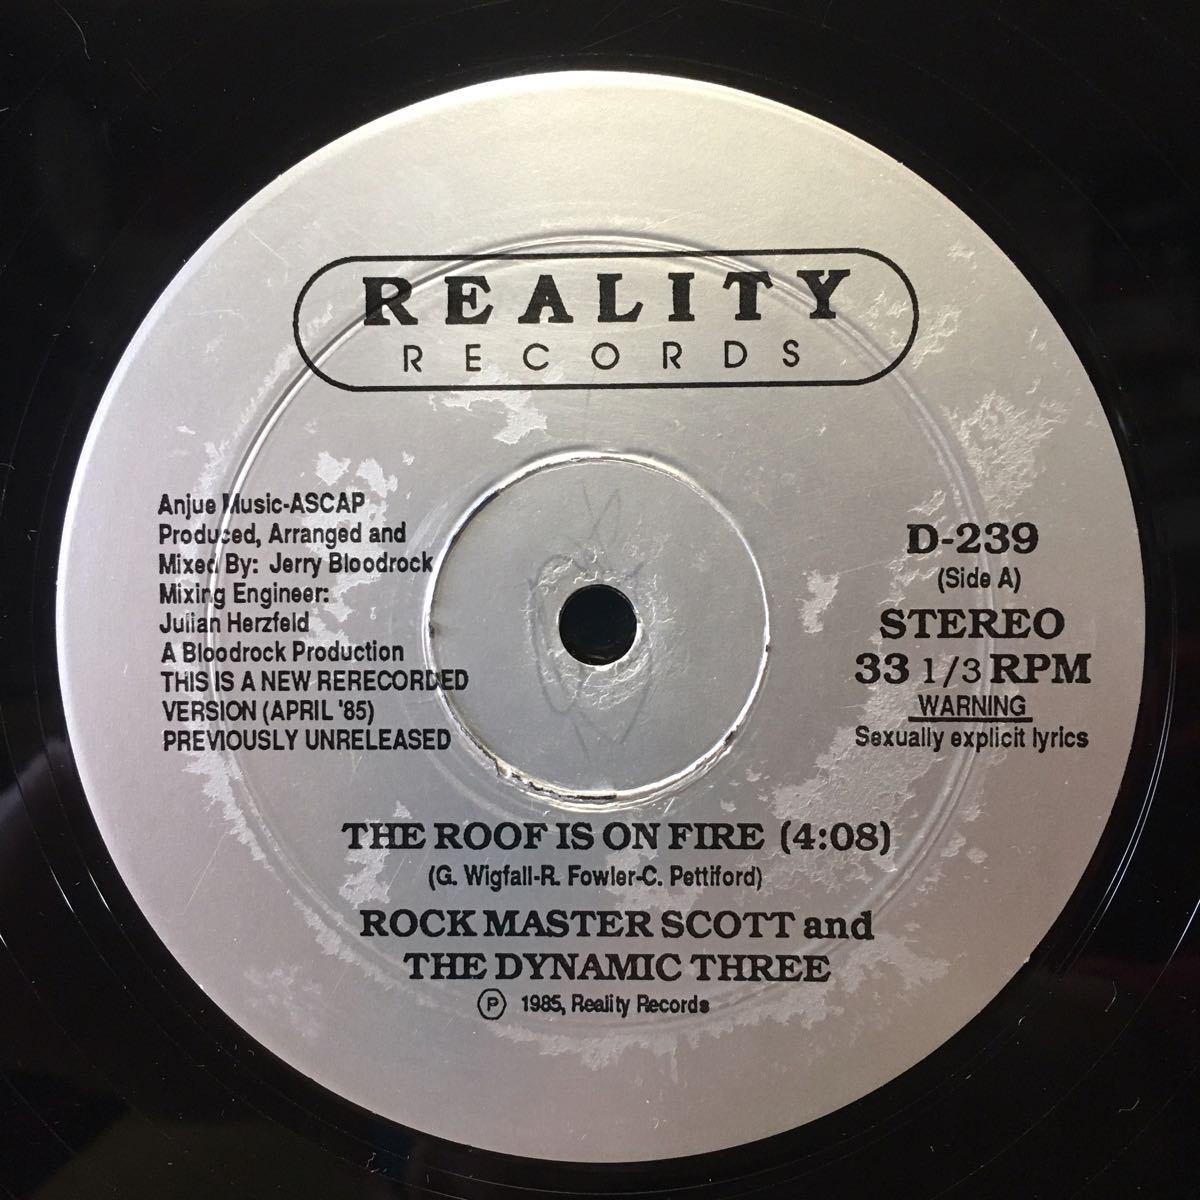 REALITY
RECORDS
Anjue Music-ASCAP
Produced, Arranged and
Mixed By: Jerry Bloodrock
Mixing Engineer:
Julian Herzfeld
A Bloodrock Production
THIS IS A NEW RERECORDED
VERSION (APRIL '85)
PREVIOUSLY UNRELEASED
D-239
(Side A)
STEREO
33 1/3 RPM
WARNING
Sexually explicit lyrics
THE ROOF IS ON FIRE (4:08)
(G. Wigfall-R. Fowler-C. Pettiford)
ROCK MASTER SCOTT and
THE DYNAMIC THREE
Ⓟ 1985, Reality Records